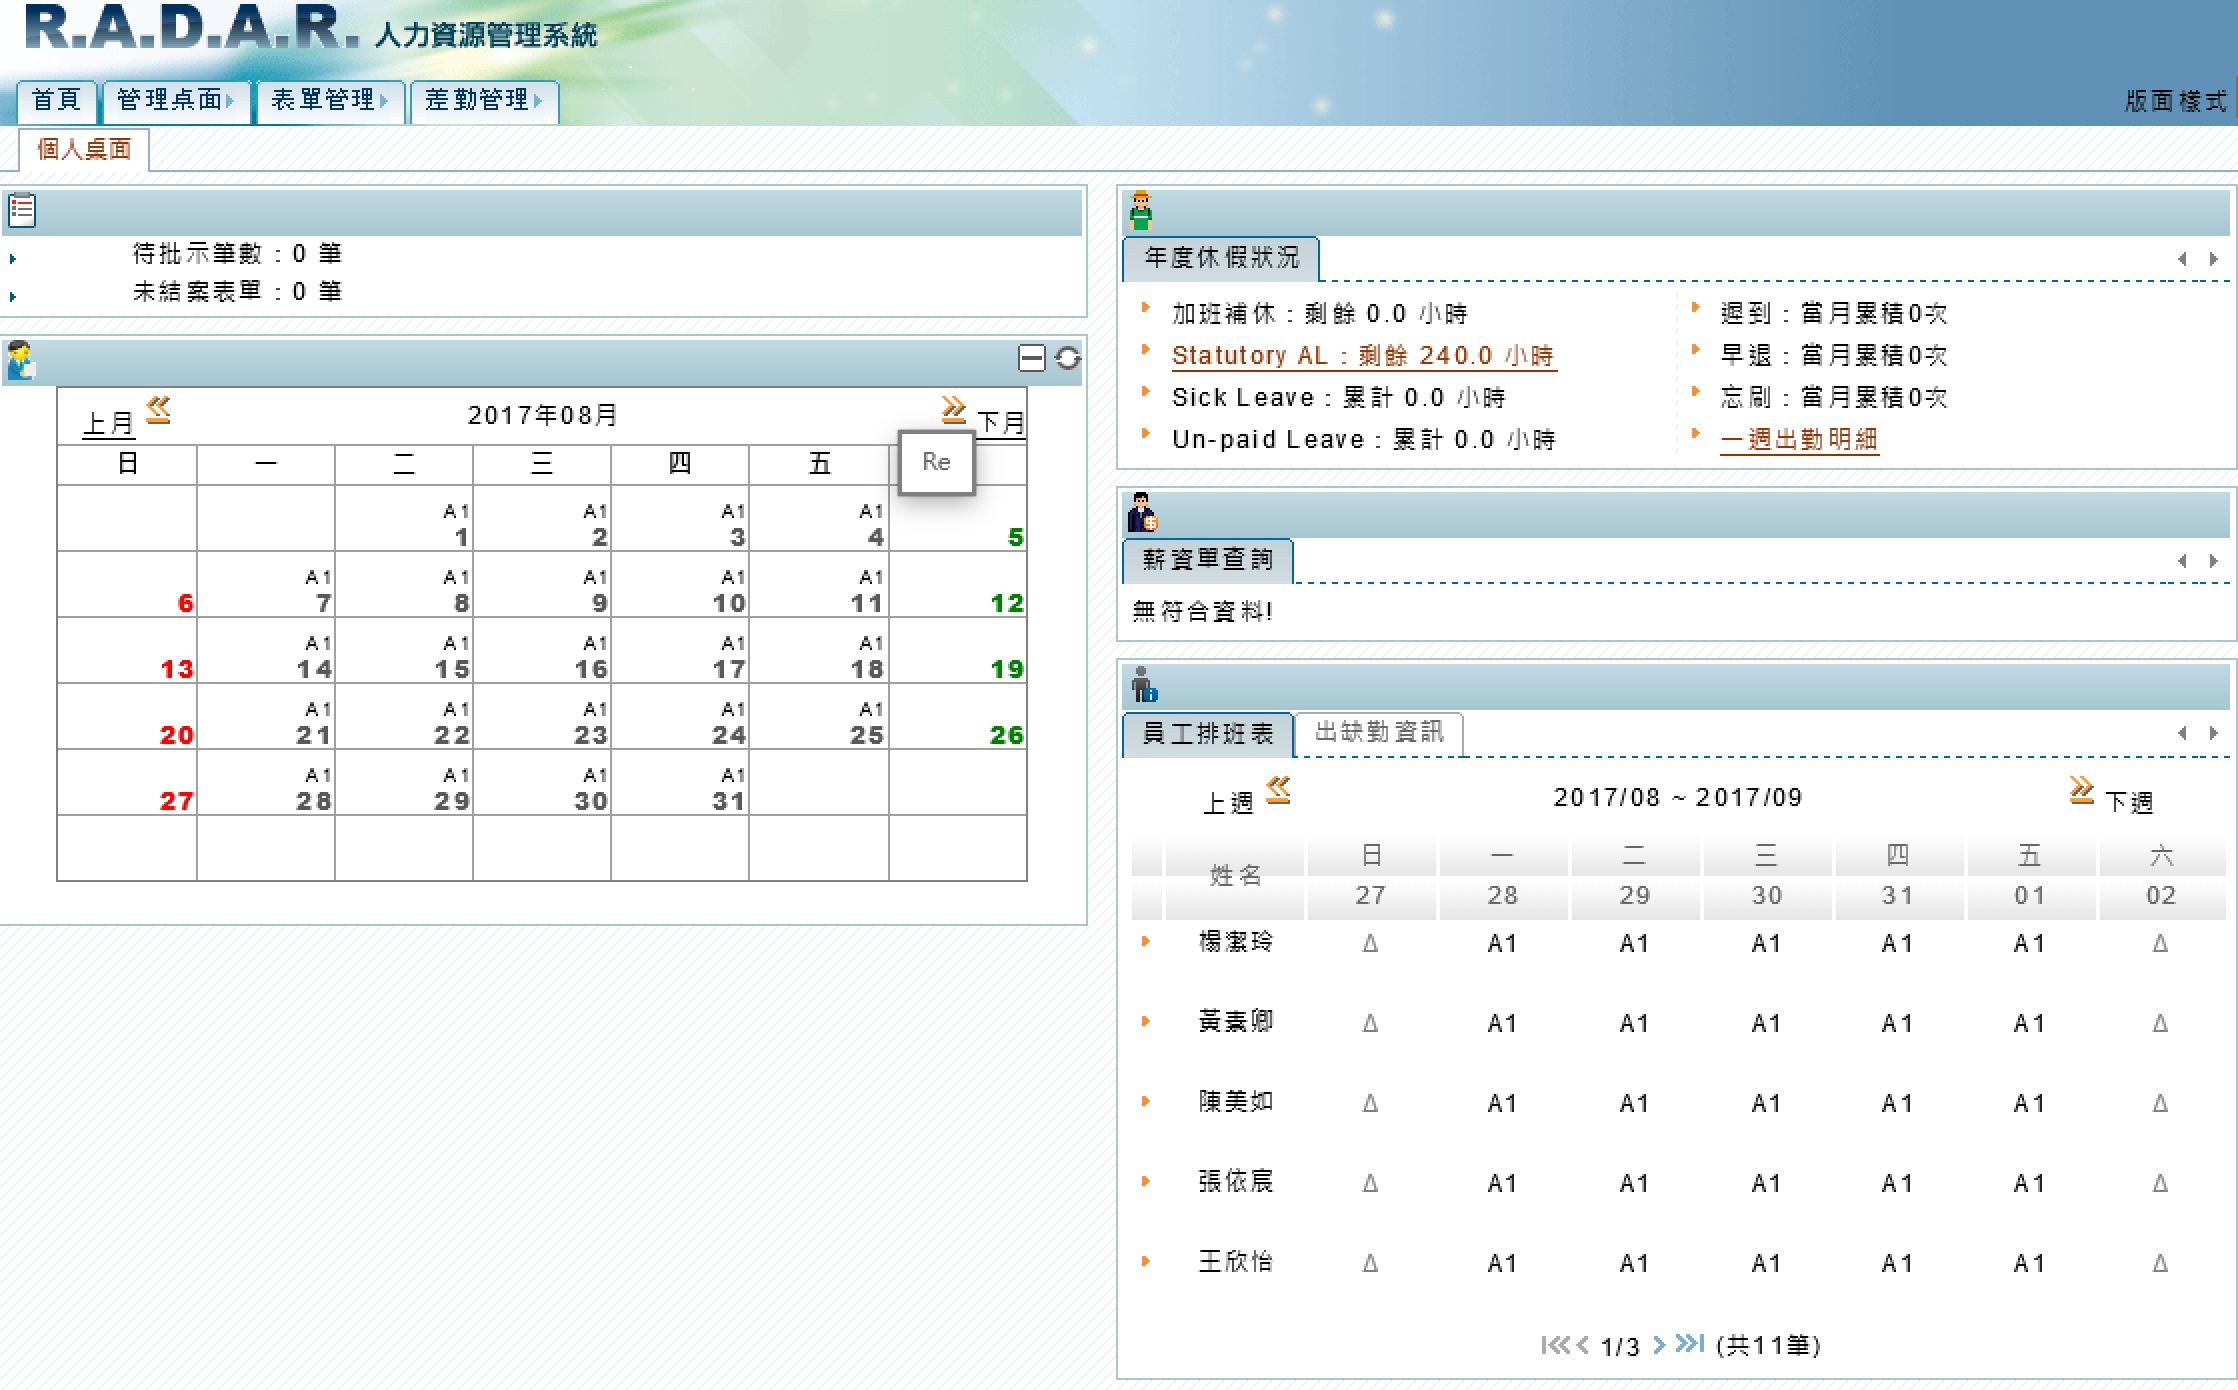 R.A.D.A.R. 人力資源管理系統
首頁 管理桌面 表單管理 差勤管理 版面樣式
個人桌面
待批示筆數：0 筆
未結案表單：0 筆
上月 2017年08月 下月
Re
日 一 二 三 四 五
A1 A1 A1 A1
1 2 3 4 5
A1 A1 A1 A1 A1
6 7 8 9 10 11 12
A1 A1 A1 A1 A1
13 14 15 16 17 18 19
A1 A1 A1 A1 A1
20 21 22 23 24 25 26
A1 A1 A1 A1
27 28 29 30 31
年度休假狀況
加班補休：剩餘 0.0 小時 遲到：當月累積0次
Statutory AL：剩餘 240.0 小時 早退：當月累積0次
Sick Leave：累計 0.0 小時 忘刷：當月累積0次
Un-paid Leave：累計 0.0 小時 一週出勤明細
薪資單查詢
無符合資料!
員工排班表 出缺勤資訊
上週 2017/08 ~ 2017/09 下週
姓名 日 一 二 三 四 五 六
27 28 29 30 31 01 02
楊潔玲 Δ A1 A1 A1 A1 A1 Δ
黃素卿 Δ A1 A1 A1 A1 A1 Δ
陳美如 Δ A1 A1 A1 A1 A1 Δ
張依宸 Δ A1 A1 A1 A1 A1 Δ
王欣怡 Δ A1 A1 A1 A1 A1 Δ
1/3 (共11筆)